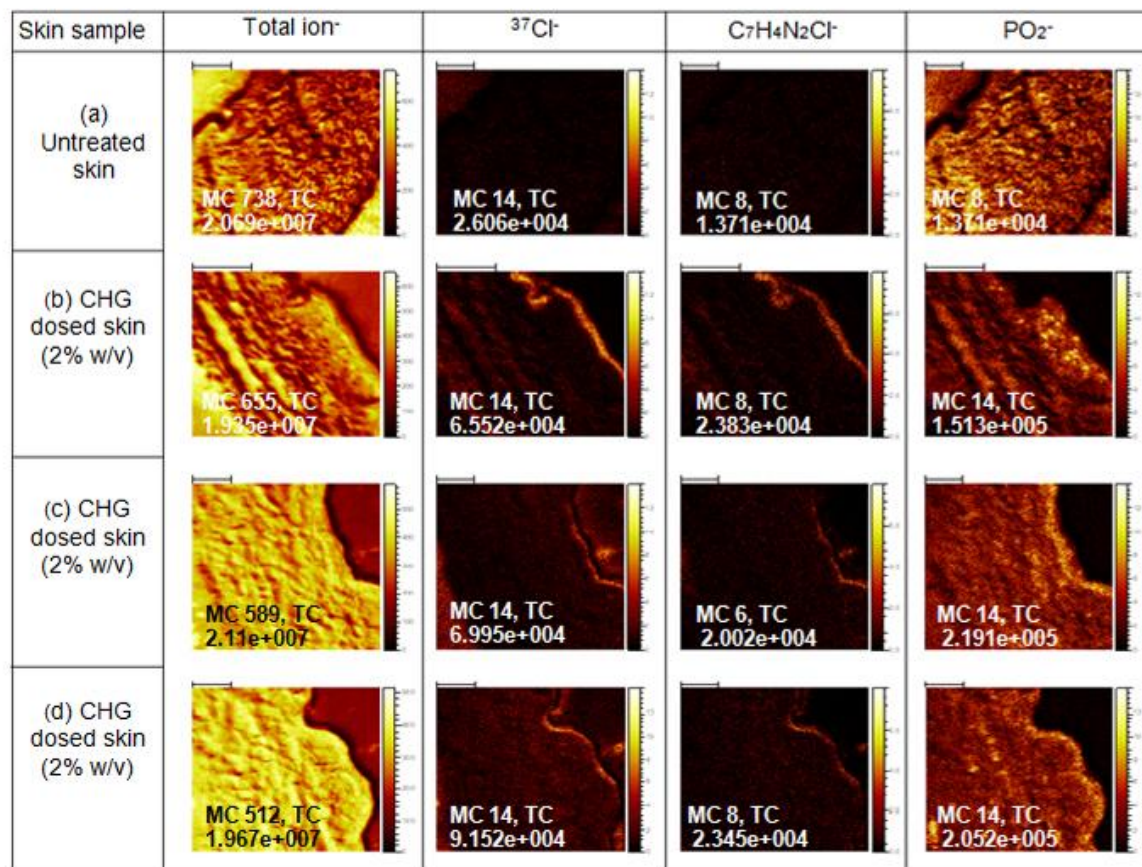 Skin sample Total ion⁻ ³⁷Cl⁻ C₇H₄N₂Cl⁻ PO₂⁻
(a)
Untreated
skin
MC 738, TC
2.069e+007
MC 14, TC
2.606e+004
MC 8, TC
1.371e+004
MC 8, TC
1.371e+004
(b) CHG
dosed skin
(2% w/v)
MC 655, TC
1.935e+007
MC 14, TC
6.552e+004
MC 8, TC
2.383e+004
MC 14, TC
1.513e+005
(c) CHG
dosed skin
(2% w/v)
MC 589, TC
2.11e+007
MC 14, TC
6.995e+004
MC 6, TC
2.002e+004
MC 14, TC
2.191e+005
(d) CHG
dosed skin
(2% w/v)
MC 512, TC
1.967e+007
MC 14, TC
9.152e+004
MC 8, TC
2.345e+004
MC 14, TC
2.052e+005